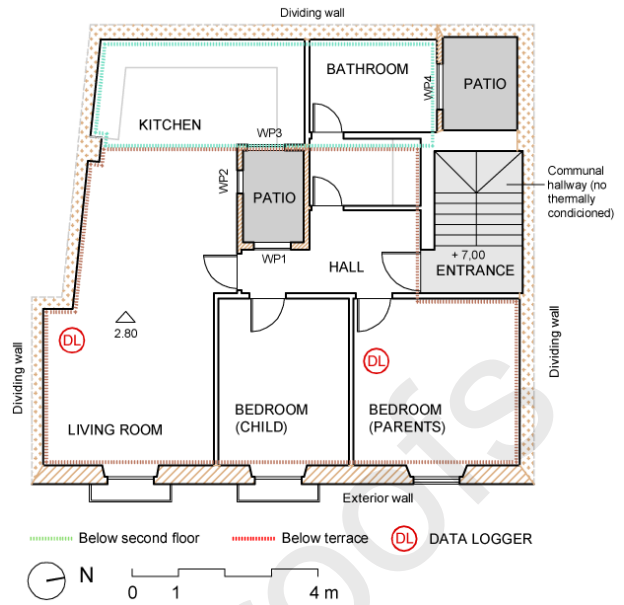 Dividing wall
BATHROOM
WP4
PATIO
KITCHEN
WP3
WP2
PATIO
Communal
hallway (no
thermally
condicioned)
WP1
HALL
+ 7,00
ENTRANCE
2.80
DL
DL
Dividing wall
Dividing wall
BEDROOM
(CHILD)
BEDROOM
(PARENTS)
LIVING ROOM
Exterior wall
Below second floor
Below terrace
DL DATA LOGGER
N
0 1 4 m
roofs